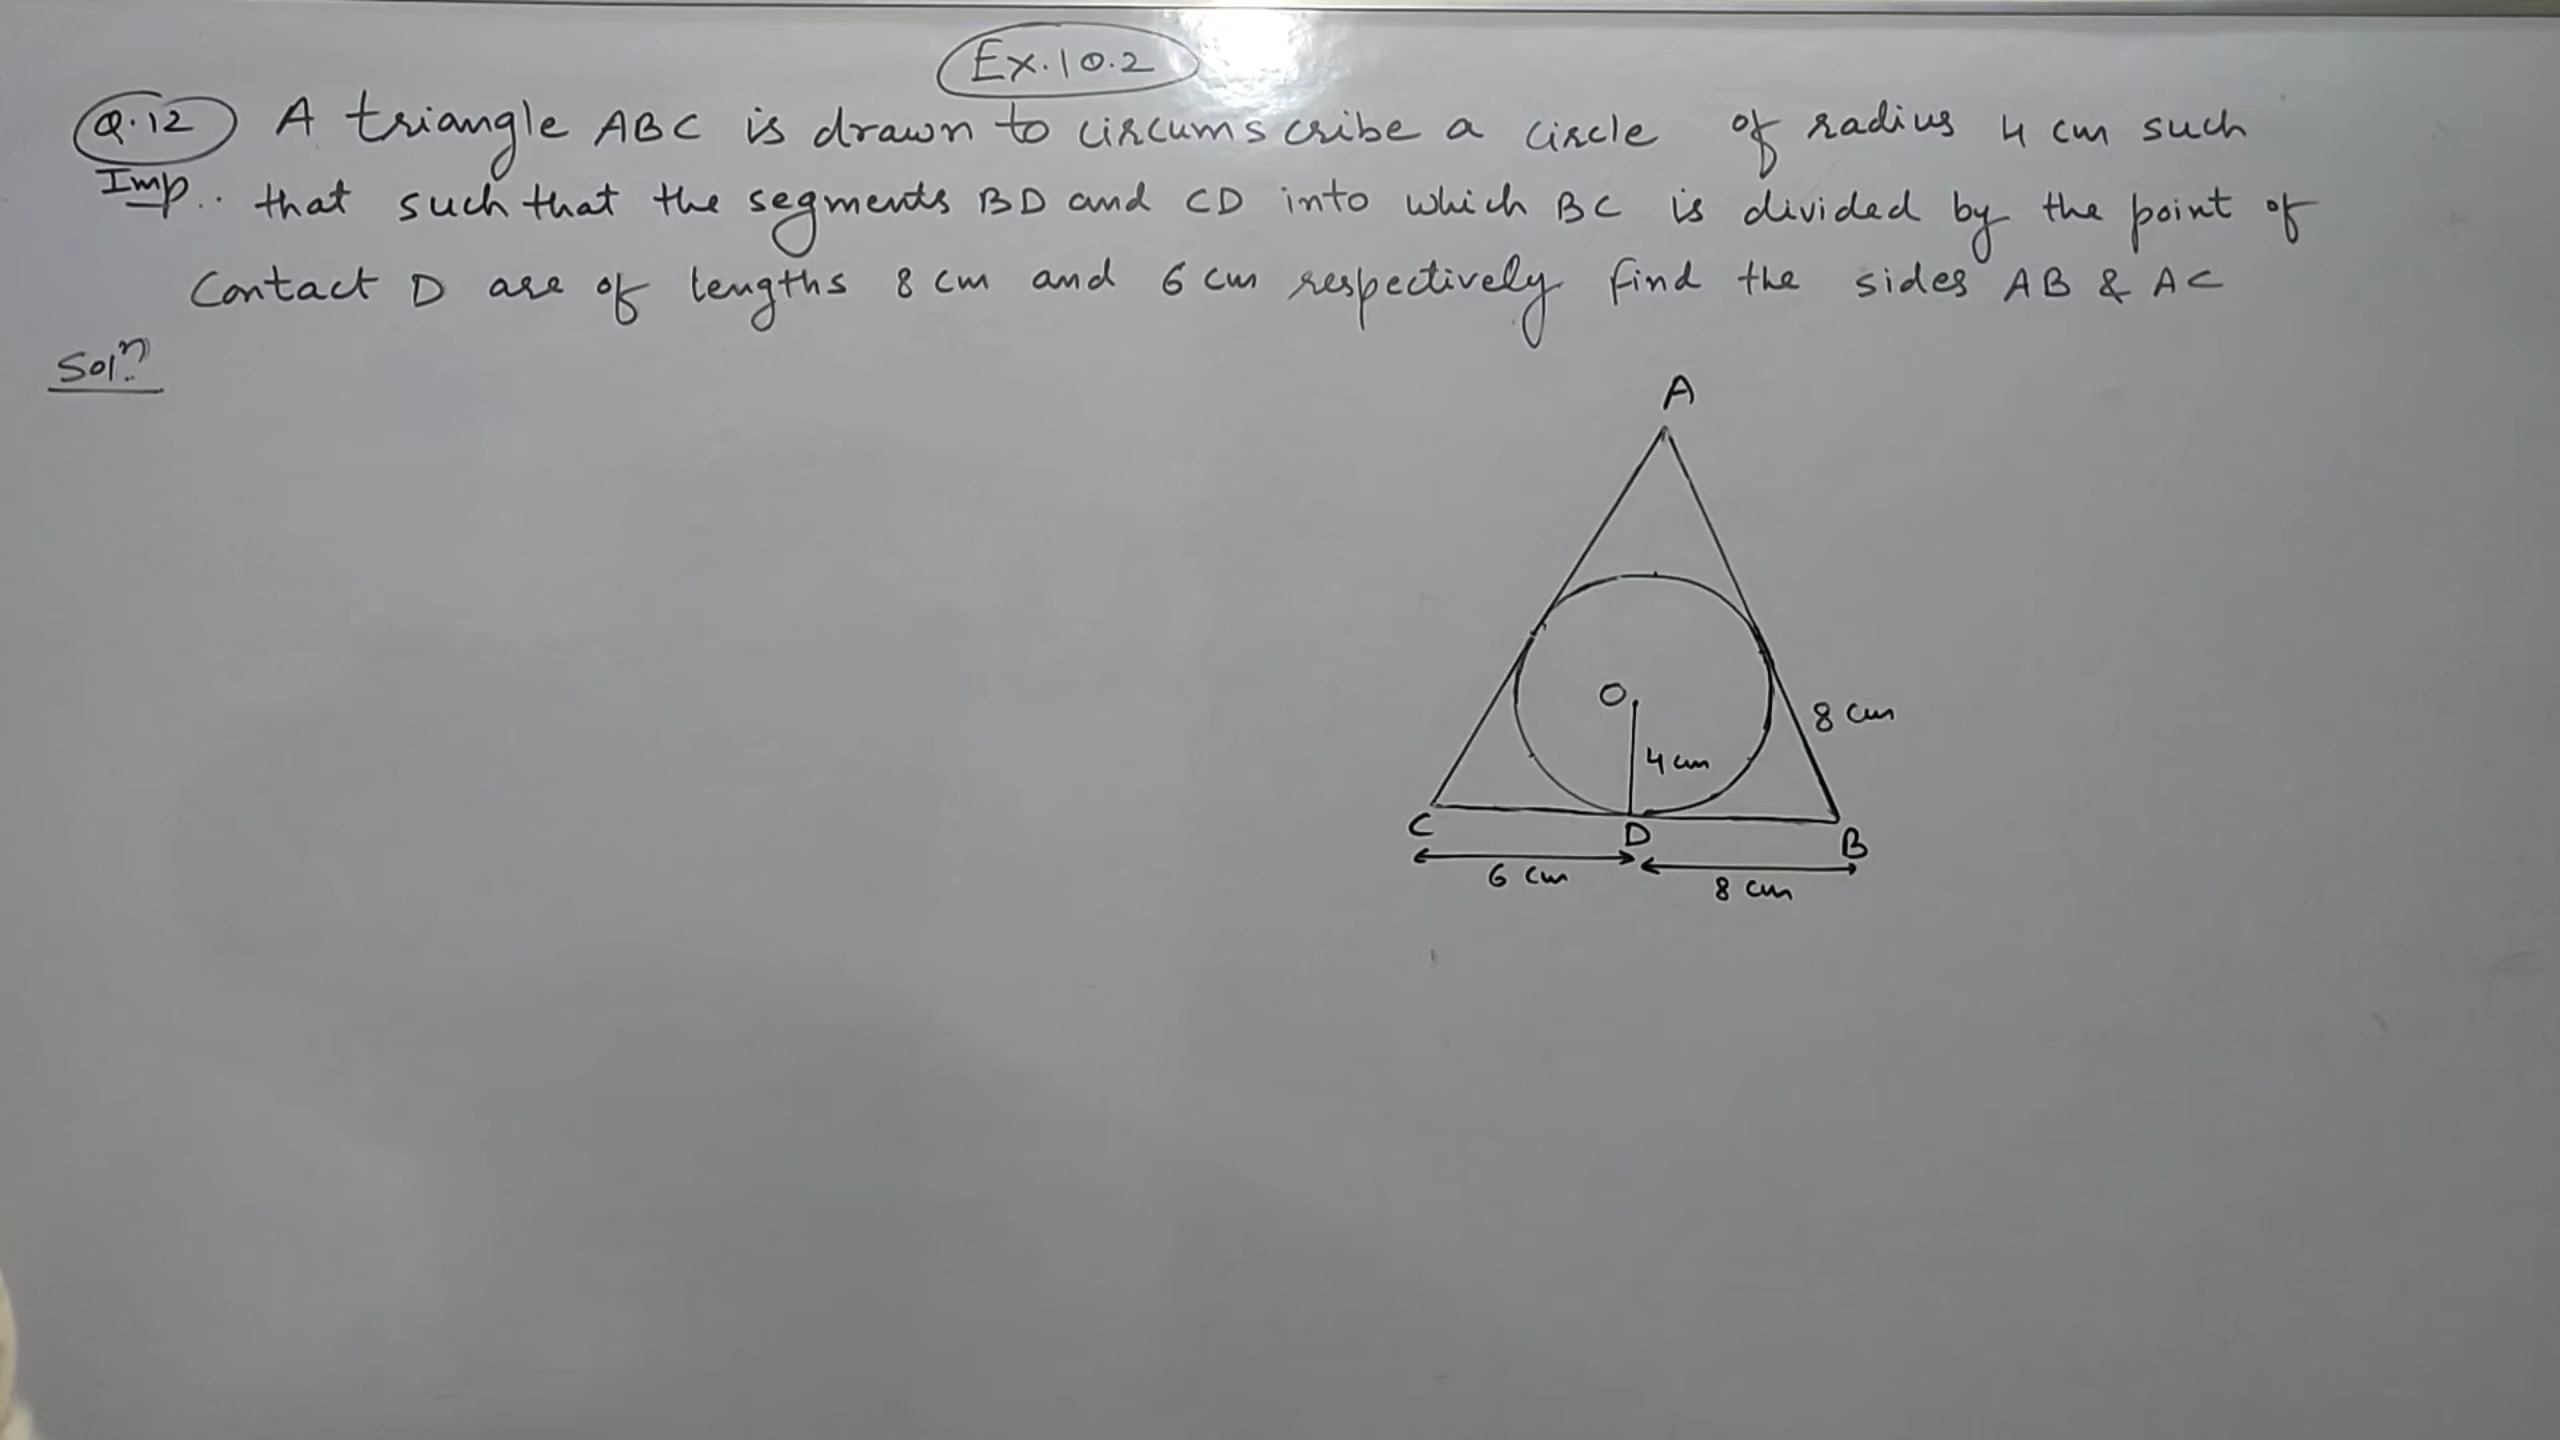 Ex. 10.2
Q.12 A triangle ABC is drawn to circumscribe a circle of radius 4 cm such
Imp.. that such that the segments BD and CD into which BC is divided by the point of
Contact D are of lengths 8 cm and 6 cm respectively find the sides AB & AC
Solⁿ.
A
O
8 cm
4 cm
C
D
B
6 cm
8 cm